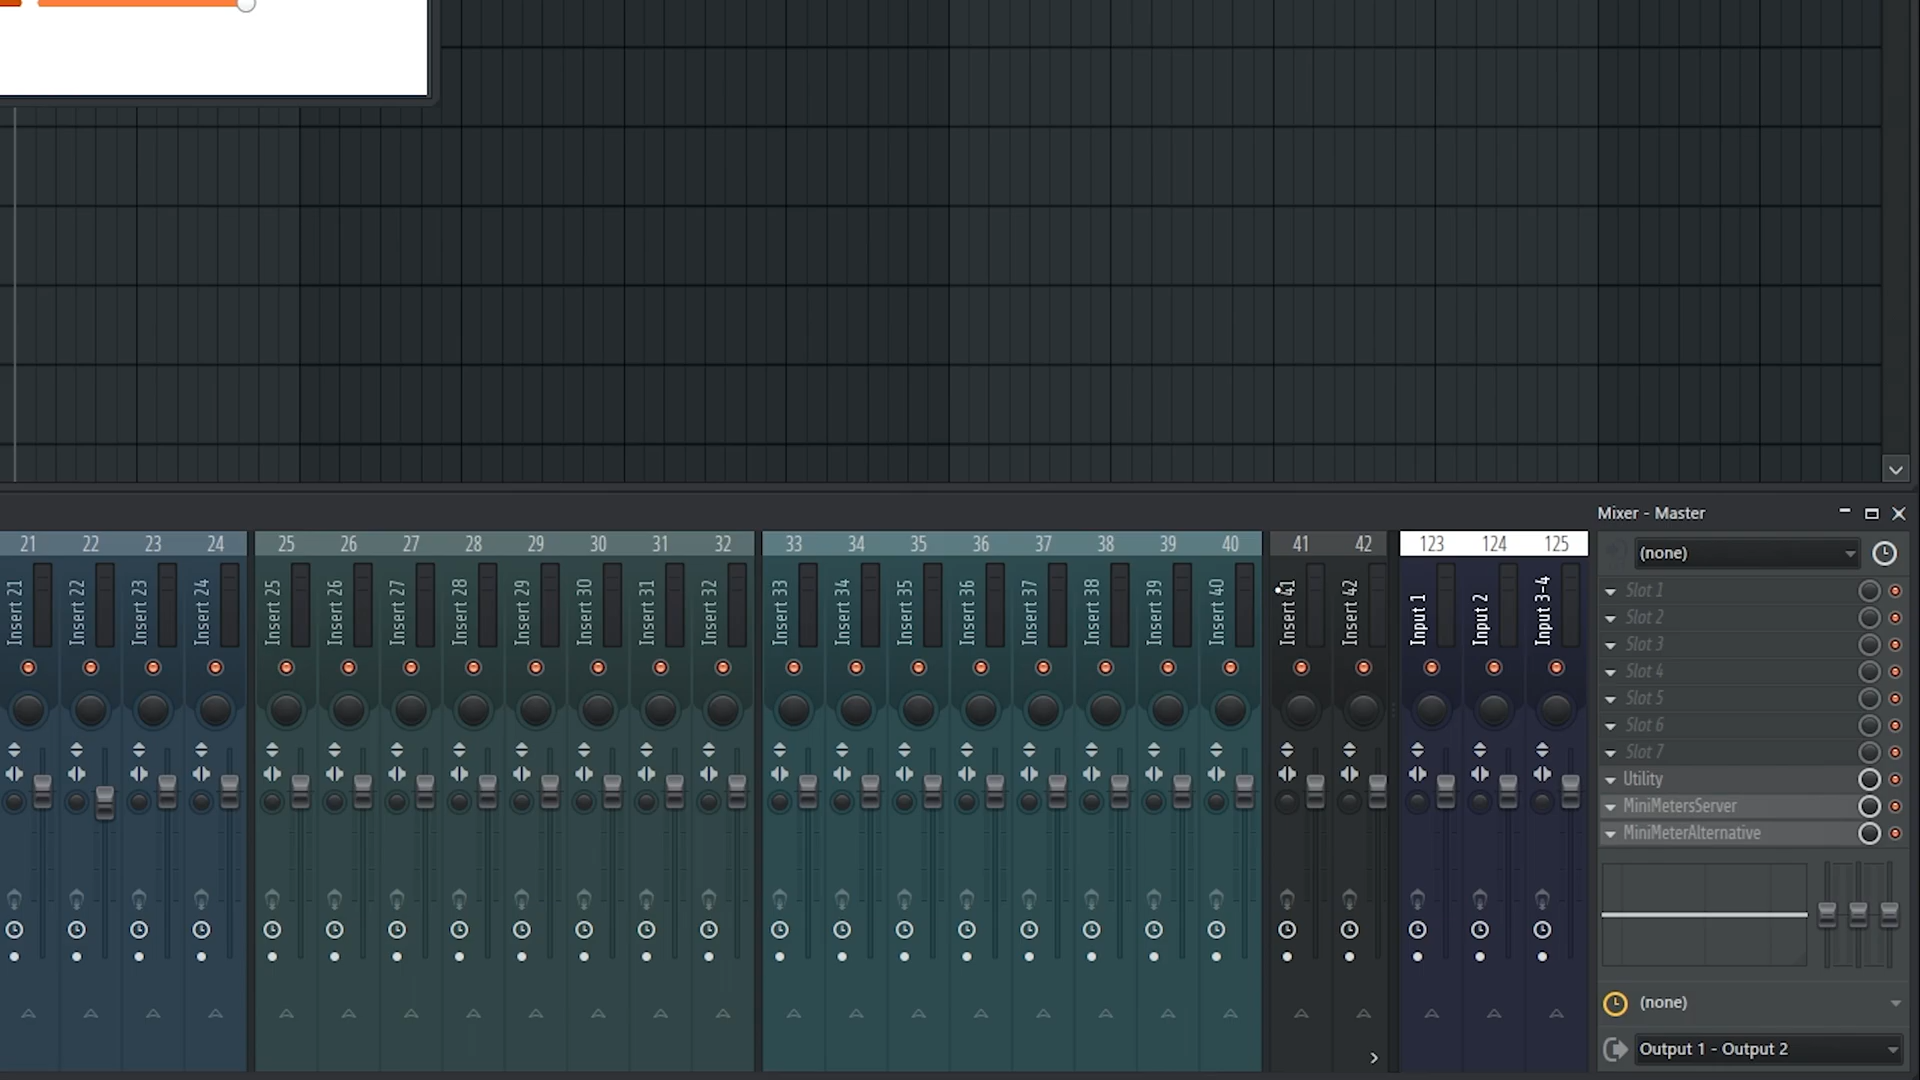 Mixer - Master
21 22 23 24 25 26 27 28 29 30 31 32 33 34 35 36 37 38 39 40 41 42 123 124 125
Insert 21
Insert 22
Insert 23
Insert 24
Insert 25
Insert 26
Insert 27
Insert 28
Insert 29
Insert 30
Insert 31
Insert 32
Insert 33
Insert 34
Insert 35
Insert 36
Insert 37
Insert 38
Insert 39
Insert 40
Insert 41
Insert 42
Input 1
Input 2
Input 3-4
(none)
Slot 1
Slot 2
Slot 3
Slot 4
Slot 5
Slot 6
Slot 7
Utility
MiniMetersServer
MiniMeterAlternative
(none)
Output 1 - Output 2